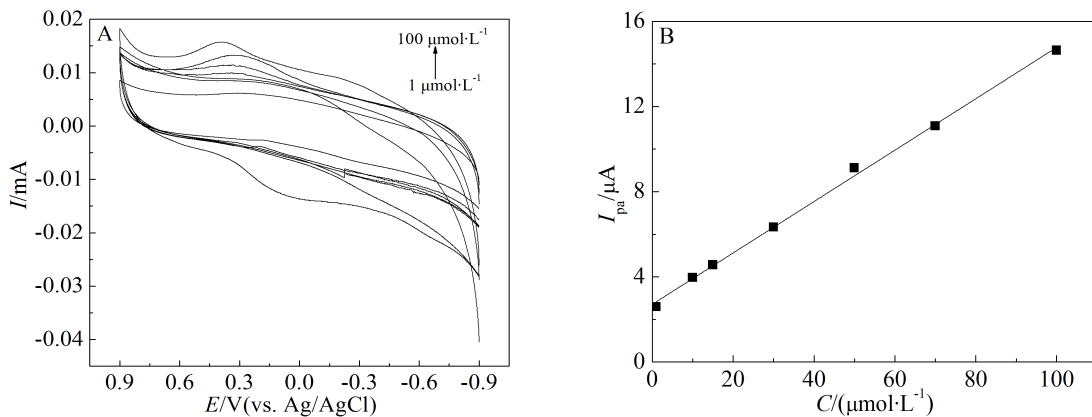 A
100 μmol·L⁻¹
1 μmol·L⁻¹
0.02
0.01
0.00
-0.01
-0.02
-0.03
-0.04
I/mA
0.9 0.6 0.3 0.0 -0.3 -0.6 -0.9
E/V(vs. Ag/AgCl)
B
16
12
8
4
0
Ipa/μA
0 20 40 60 80 100
C/(μmol·L⁻¹)